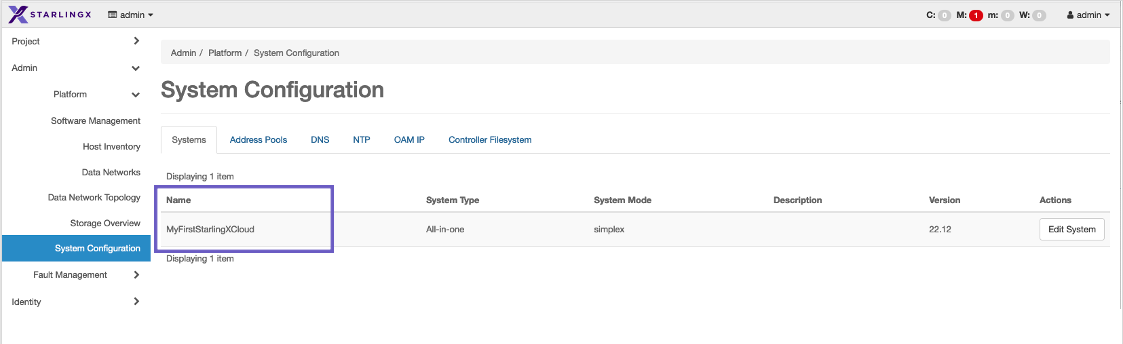 STARLINGX admin C: 0 M: 1 m: 0 W: 0 admin
Project
Admin
Platform
Software Management
Host Inventory
Data Networks
Data Network Topology
Storage Overview
System Configuration
Fault Management
Identity
Admin / Platform / System Configuration
System Configuration
Systems Address Pools DNS NTP OAM IP Controller Filesystem
Displaying 1 item
Name System Type System Mode Description Version Actions
MyFirstStarlingXCloud All-in-one simplex 22.12 Edit System
Displaying 1 item